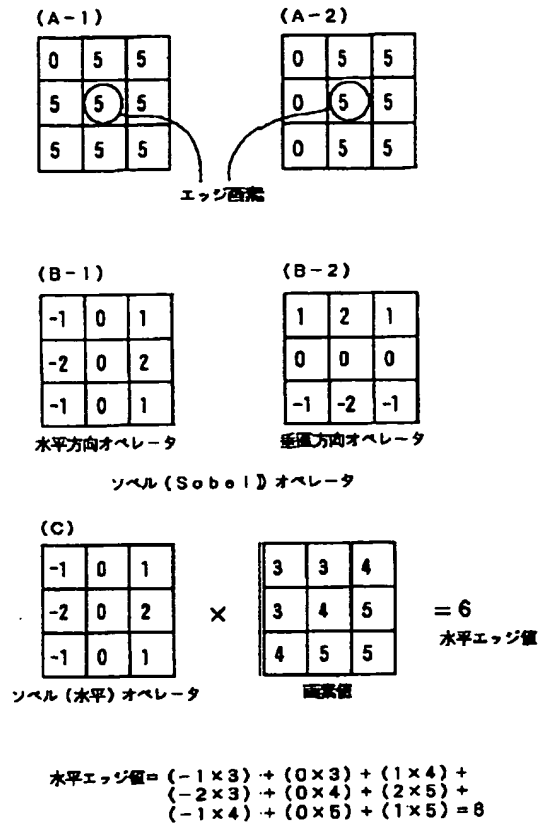 (A-1) (A-2)
0 5 5 0 5 5
5 5 5 0 5 5
5 5 5 0 5 5
エッジ画素
(B-1) (B-2)
-1 0 1 1 2 1
-2 0 2 0 0 0
-1 0 1 -1 -2 -1
水平方向オペレータ 垂直方向オペレータ
ソベル(Sobel)オペレータ
(C)
-1 0 1 3 3 4
-2 0 2 × 3 4 5 =6
-1 0 1 4 5 5 水平エッジ値
ソベル(水平)オペレータ 画素値
水平エッジ値=(-1×3)+(0×3)+(1×4)+
(-2×3)+(0×4)+(2×5)+
(-1×4)+(0×5)+(1×5)=6